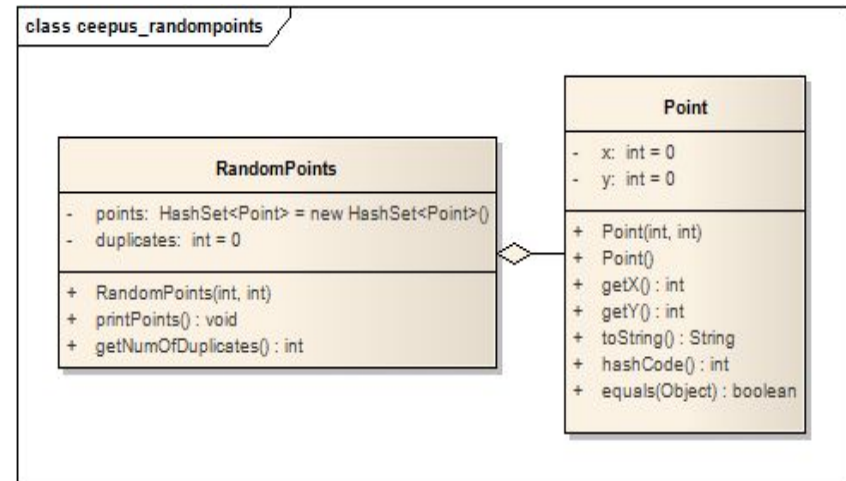 class ceepus_randompoints
RandomPoints
- points: HashSet<Point> = new HashSet<Point>()
- duplicates: int = 0
+ RandomPoints(int, int)
+ printPoints() : void
+ getNumOfDuplicates() : int
Point
- x: int = 0
- y: int = 0
+ Point(int, int)
+ Point()
+ getX() : int
+ getY() : int
+ toString() : String
+ hashCode() : int
+ equals(Object) : boolean